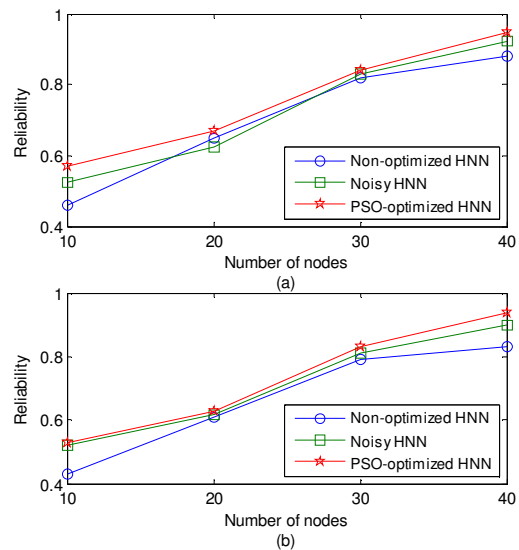 1
0.8
0.6
0.4
Reliability
Non-optimized HNN
Noisy HNN
PSO-optimized HNN
10 20 30 40
Number of nodes
(a)
1
0.8
0.6
0.4
Reliability
Non-optimized HNN
Noisy HNN
PSO-optimized HNN
10 20 30 40
Number of nodes
(b)